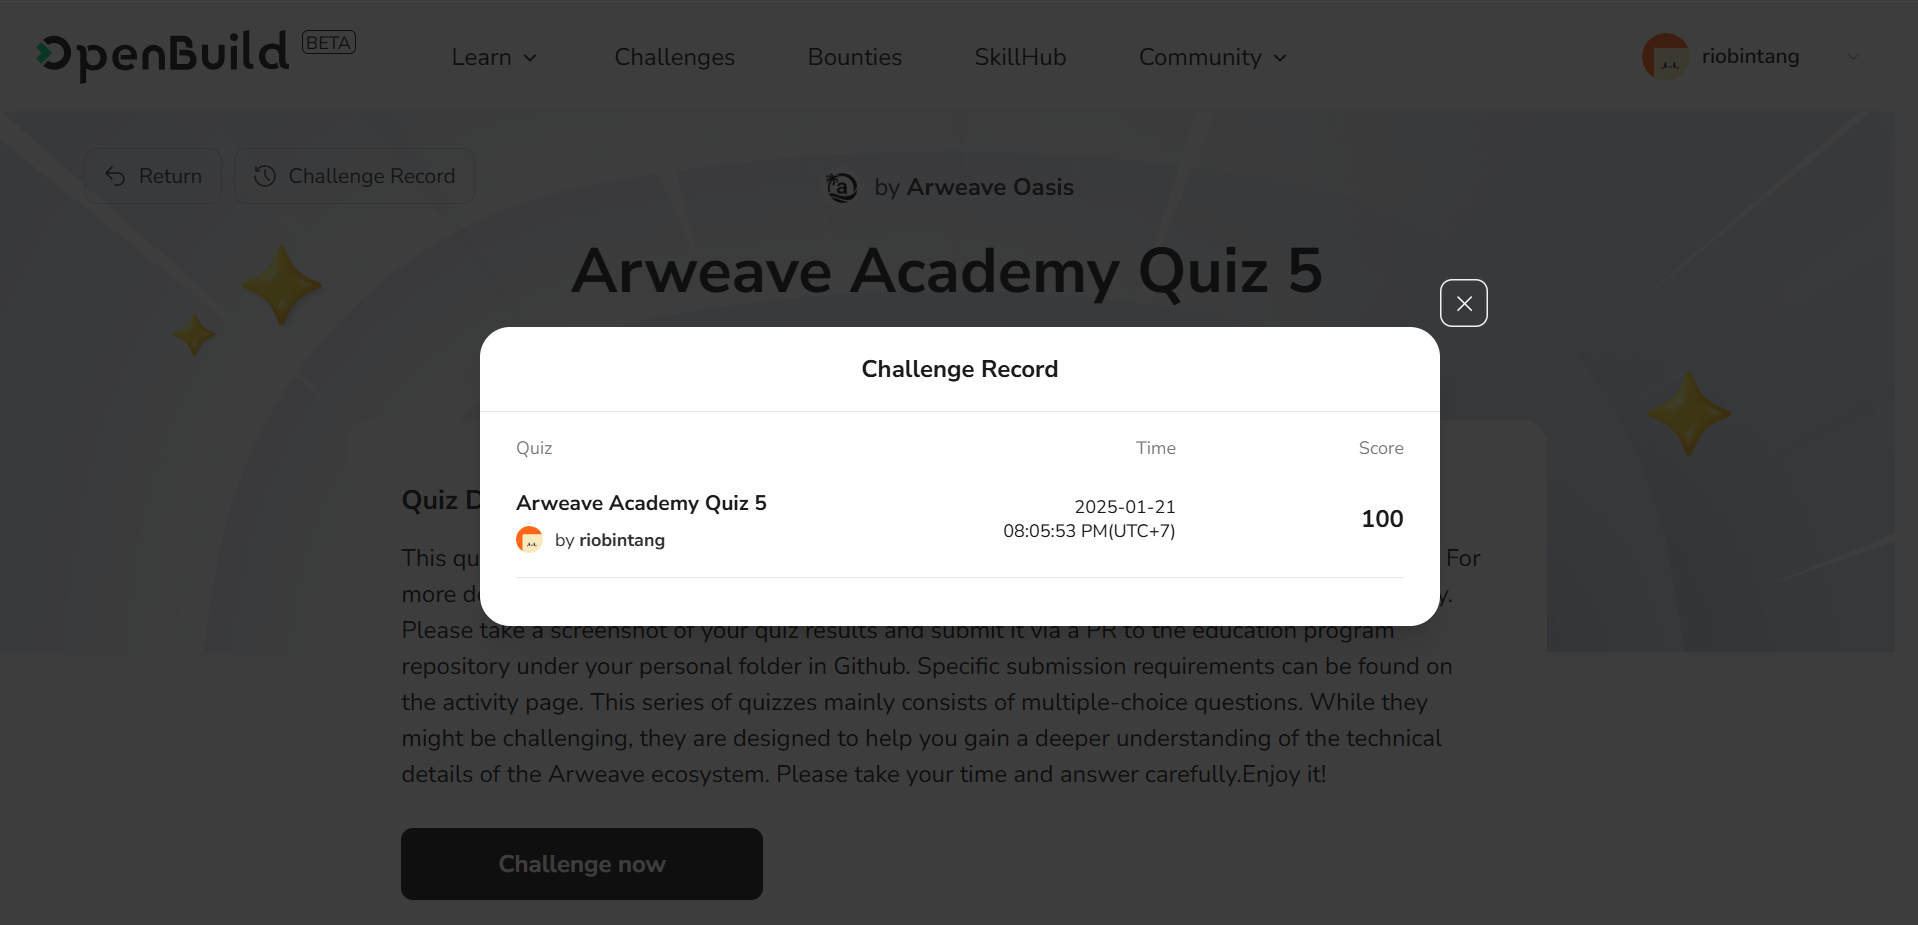 OpenBuild BETA Learn Challenges Bounties SkillHub Community riobintang
Return Challenge Record
by Arweave Oasis
Arweave Academy Quiz 5
Challenge Record
Quiz Time Score
Arweave Academy Quiz 5
by riobintang
2025-01-21
08:05:53 PM(UTC+7)
100
Quiz D
This qu For
more de y.
Please take a screenshot of your quiz results and submit it via a PR to the education program
repository under your personal folder in Github. Specific submission requirements can be found on
the activity page. This series of quizzes mainly consists of multiple-choice questions. While they
might be challenging, they are designed to help you gain a deeper understanding of the technical
details of the Arweave ecosystem. Please take your time and answer carefully.Enjoy it!
Challenge now